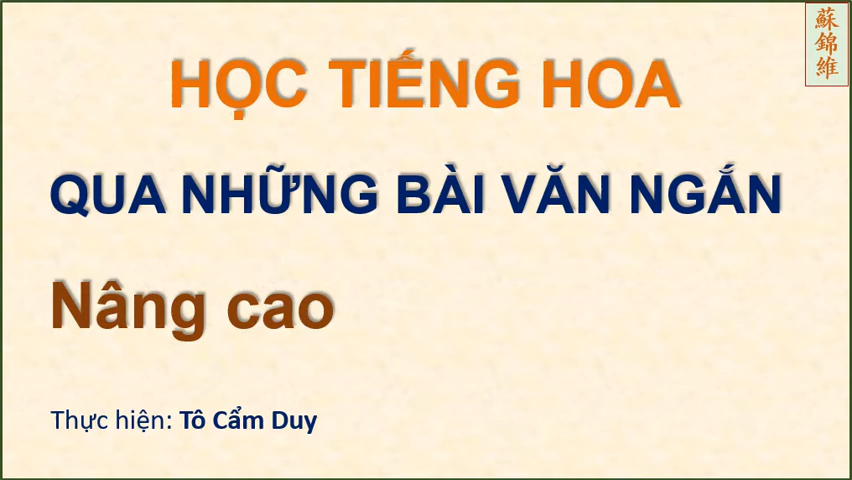 HỌC TIẾNG HOA
QUA NHỮNG BÀI VĂN NGẮN
Nâng cao
Thực hiện: Tô Cẩm Duy
蘇錦維